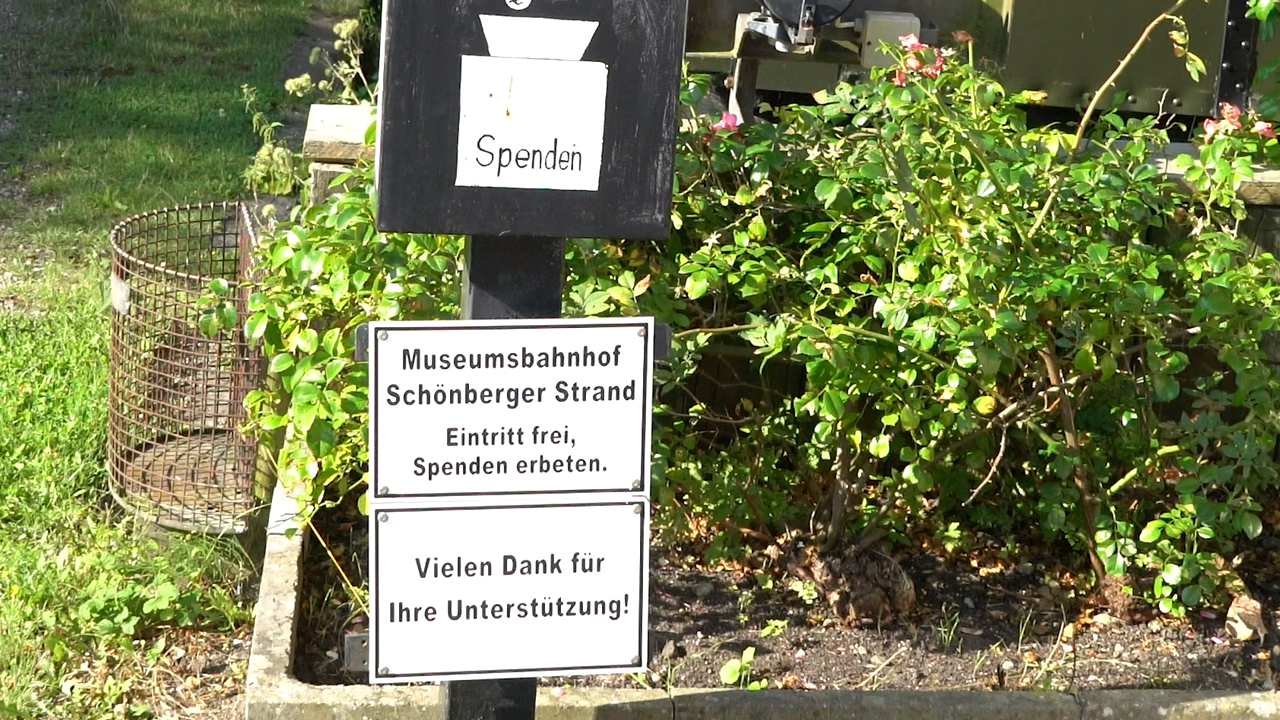 Spenden
Museumsbahnhof
Schönberger Strand
Eintritt frei,
Spenden erbeten.
Vielen Dank für
Ihre Unterstützung!